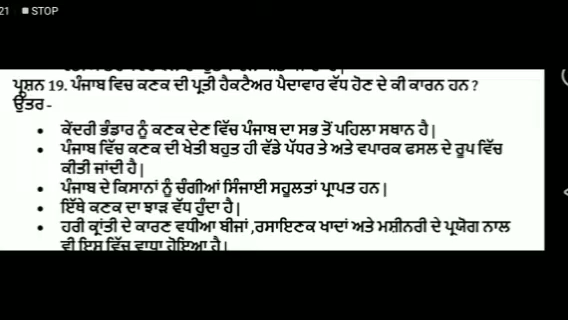 21 STOP
ਪ੍ਰਸ਼ਨ 19. ਪੰਜਾਬ ਵਿਚ ਕਣਕ ਦੀ ਪ੍ਰਤੀ ਹੈਕਟੈਅਰ ਪੈਦਾਵਾਰ ਵੱਧ ਹੋਣ ਦੇ ਕੀ ਕਾਰਨ ਹਨ ?
ਉੱਤਰ -
• ਕੇਂਦਰੀ ਭੰਡਾਰ ਨੂੰ ਕਣਕ ਦੇਣ ਵਿੱਚ ਪੰਜਾਬ ਦਾ ਸਭ ਤੋਂ ਪਹਿਲਾ ਸਥਾਨ ਹੈ |
• ਪੰਜਾਬ ਵਿੱਚ ਕਣਕ ਦੀ ਖੇਤੀ ਬਹੁਤ ਹੀ ਵੱਡੇ ਪੱਧਰ ਤੇ ਅਤੇ ਵਪਾਰਕ ਫਸਲ ਦੇ ਰੂਪ ਵਿੱਚ
ਕੀਤੀ ਜਾਂਦੀ ਹੈ |
• ਪੰਜਾਬ ਦੇ ਕਿਸਾਨਾਂ ਨੂੰ ਚੰਗੀਆਂ ਸਿੰਜਾਈ ਸਹੂਲਤਾਂ ਪ੍ਰਾਪਤ ਹਨ |
• ਇੱਥੇ ਕਣਕ ਦਾ ਝਾੜ ਵੱਧ ਹੁੰਦਾ ਹੈ |
• ਹਰੀ ਕ੍ਰਾਂਤੀ ਦੇ ਕਾਰਣ ਵਧੀਆ ਬੀਜਾਂ ,ਰਸਾਇਣਕ ਖਾਦਾਂ ਅਤੇ ਮਸ਼ੀਨਰੀ ਦੇ ਪ੍ਰਯੋਗ ਨਾਲ
ਵੀ ਇਸ ਵਿੱਚ ਵਾਧਾ ਹੋਇਆ ਹੈ |